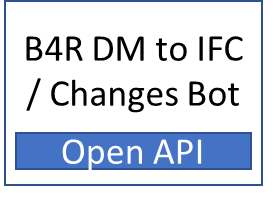 B4R DM to IFC
/ Changes Bot
Open API